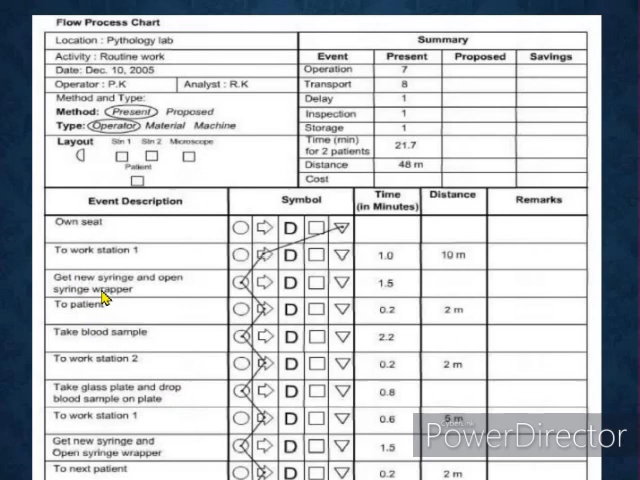 Flow Process Chart
Location : Pythology lab
Summary
Activity : Routine work
Event Present Proposed Savings
Date: Dec. 10, 2005
Operation 7
Operator : P.K Analyst : R.K
Transport 8
Method and Type:
Delay 1
Method: Present Proposed
Inspection 1
Type: Operator Material Machine
Storage 1
Layout Stn 1 Stn 2 Microscope
Time (min)
for 2 patients 21.7
Patient
Distance 48 m
Cost
Event Description Symbol Time
(in Minutes) Distance Remarks
Own seat D
To work station 1 D 1.0 10 m
Get new syringe and open
syringe wrapper D 1.5
To patient D 0.2 2 m
Take blood sample D 2.2
To work station 2 D 0.2 2 m
Take glass plate and drop
blood sample on plate D 0.8
To work station 1 D 0.6 5 m
CyberLink
PowerDirector
Get new syringe and
Open syringe wrapper D 1.5
To next patient D 0.2 2 m